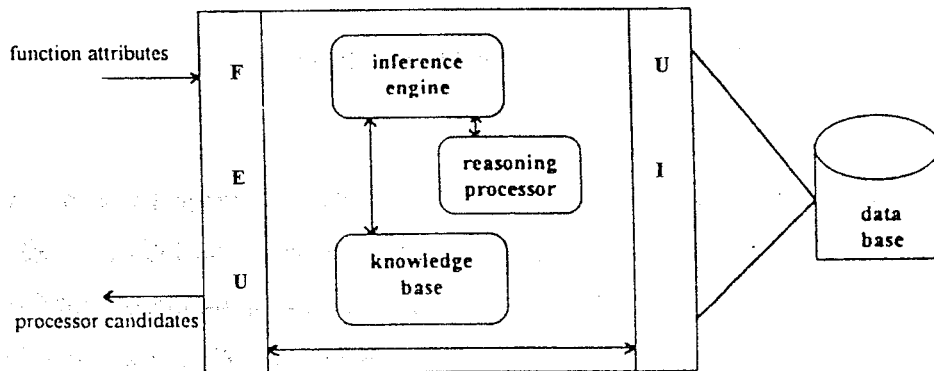 function attributes
F
E
U
inference
engine
reasoning
processor
knowledge
base
U
I
data
base
processor candidates